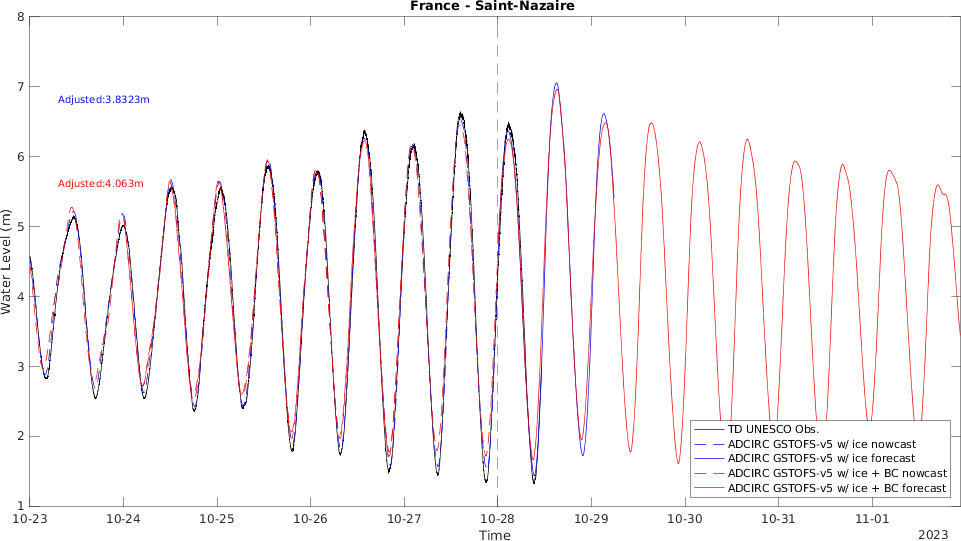 France - Saint-Nazaire
8
7
6
5
4
3
2
1
Water Level (m)
Adjusted:3.8323m
Adjusted:4.063m
TD UNESCO Obs.
ADCIRC GSTOFS-v5 w/ ice nowcast
ADCIRC GSTOFS-v5 w/ ice forecast
ADCIRC GSTOFS-v5 w/ ice + BC nowcast
ADCIRC GSTOFS-v5 w/ ice + BC forecast
10-23 10-24 10-25 10-26 10-27 10-28 10-29 10-30 10-31 11-01
Time
2023